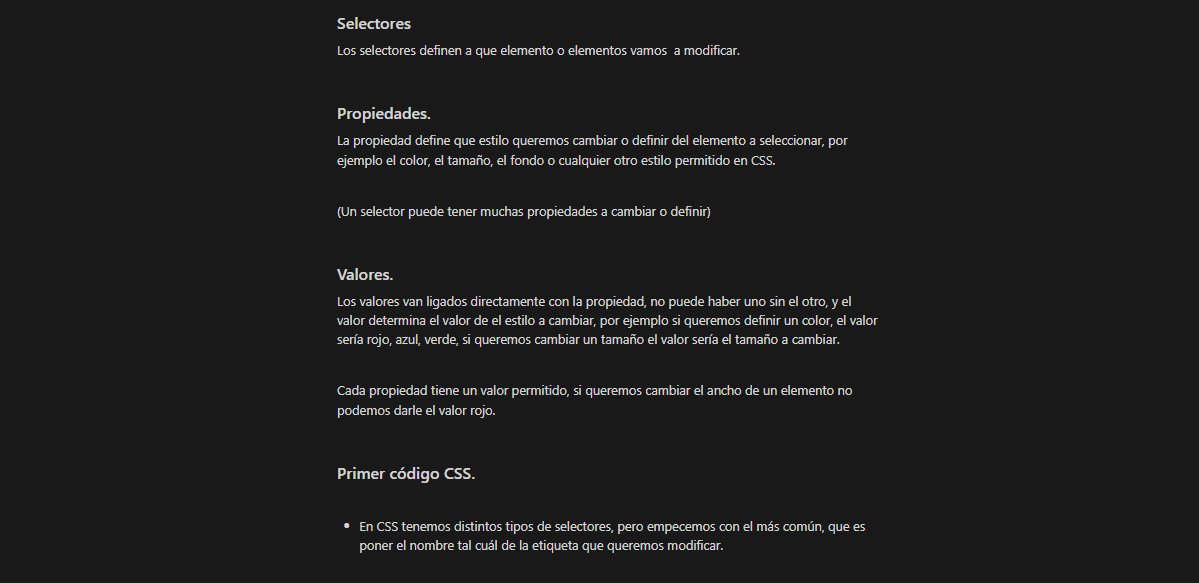 Selectores
Los selectores definen a que elemento o elementos vamos  a modificar.
Propiedades.
La propiedad define que estilo queremos cambiar o definir del elemento a seleccionar, por
ejemplo el color, el tamaño, el fondo o cualquier otro estilo permitido en CSS.
(Un selector puede tener muchas propiedades a cambiar o definir)
Valores.
Los valores van ligados directamente con la propiedad, no puede haber uno sin el otro, y el
valor determina el valor de el estilo a cambiar, por ejemplo si queremos definir un color, el valor
sería rojo, azul, verde, si queremos cambiar un tamaño el valor sería el tamaño a cambiar.
Cada propiedad tiene un valor permitido, si queremos cambiar el ancho de un elemento no
podemos darle el valor rojo.
Primer código CSS.
• En CSS tenemos distintos tipos de selectores, pero empecemos con el más común, que es
poner el nombre tal cuál de la etiqueta que queremos modificar.